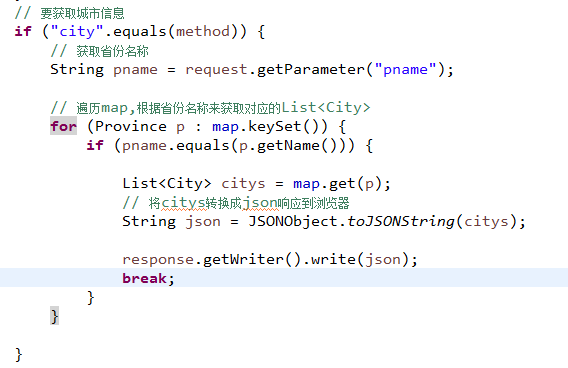 // 要获取城市信息
if ("city".equals(method)) {
// 获取省份名称
String pname = request.getParameter("pname");
// 遍历map,根据省份名称来获取对应的List<City>
for (Province p : map.keySet()) {
if (pname.equals(p.getName())) {
List<City> citys = map.get(p);
// 将citys转换成json响应到浏览器
String json = JSONObject.toJSONString(citys);
response.getWriter().write(json);
break;
}
}
}